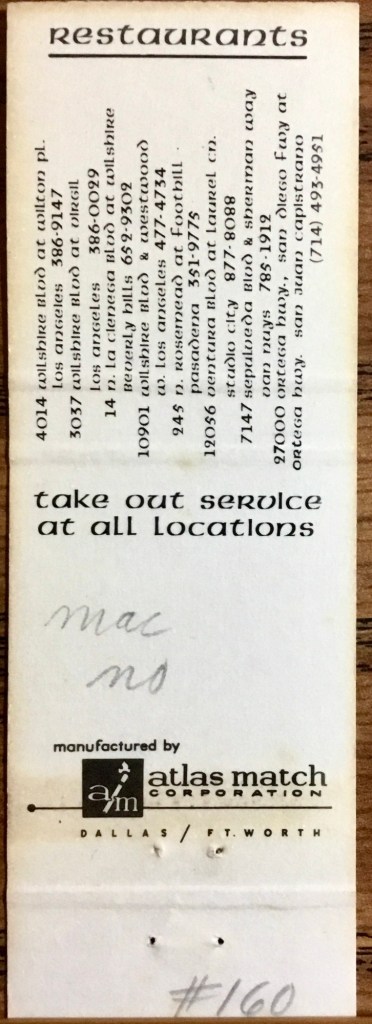 Restaurants
4014 wilshire blvd at wilton pl.
los angeles 386-9147
3037 wilshire blvd at virgil
los angeles 386-0029
14 n. la cienega blvd at wilshire
beverly hills 652-9302
10901 wilshire blvd & westwood
w. los angeles 477-4734
245 n. rosemead at foothill
pasadena 351-9775
12056 ventura blvd at laurel cn.
studio city 877-8088
7147 sepulveda blvd & sherman way
van nuys 785-1912
27000 ortega hwy., san diego fwy at
ortega hwy. san juan capistrano
(714) 493-4951
take out service
at all locations
mac
no
manufactured by
a/m
atlas match
CORPORATION
DALLAS / FT. WORTH
#160